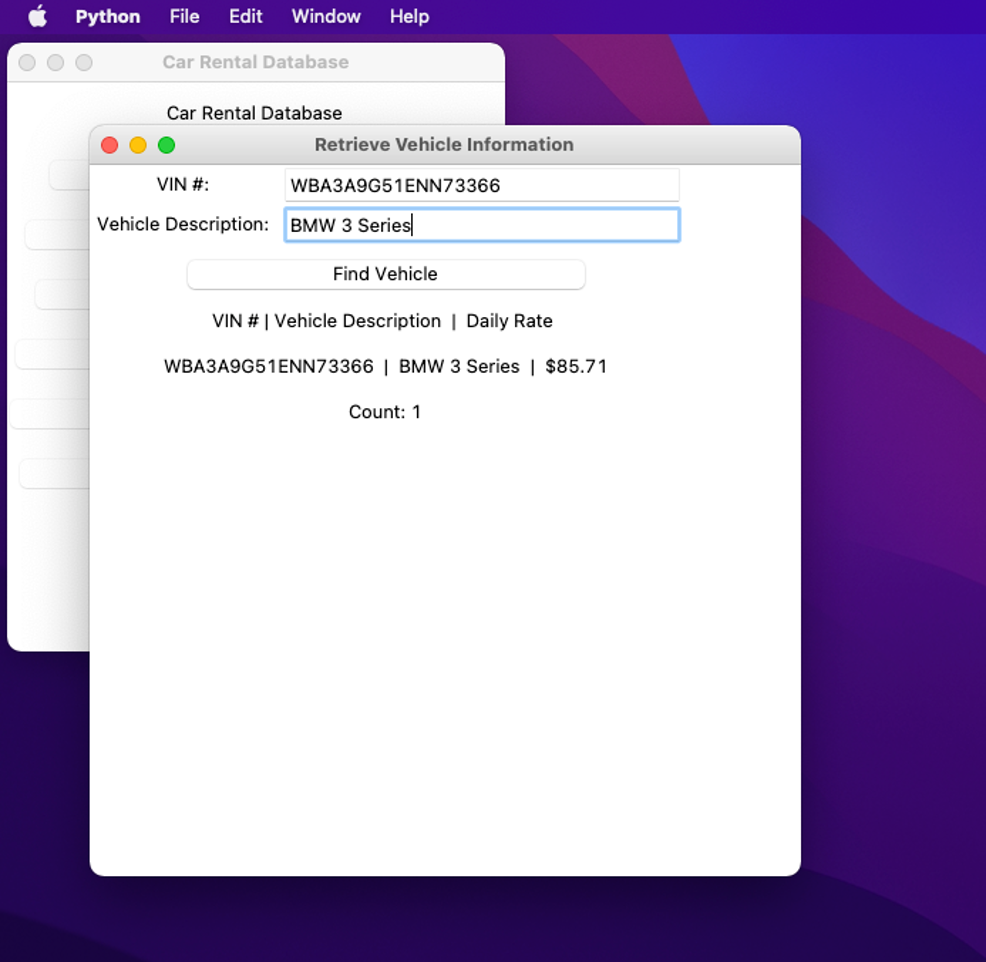 Python File Edit Window Help
Car Rental Database
Car Rental Database
Retrieve Vehicle Information
VIN #: WBA3A9G51ENN73366
Vehicle Description: BMW 3 Series
Find Vehicle
VIN # | Vehicle Description | Daily Rate
WBA3A9G51ENN73366 | BMW 3 Series | $85.71
Count: 1